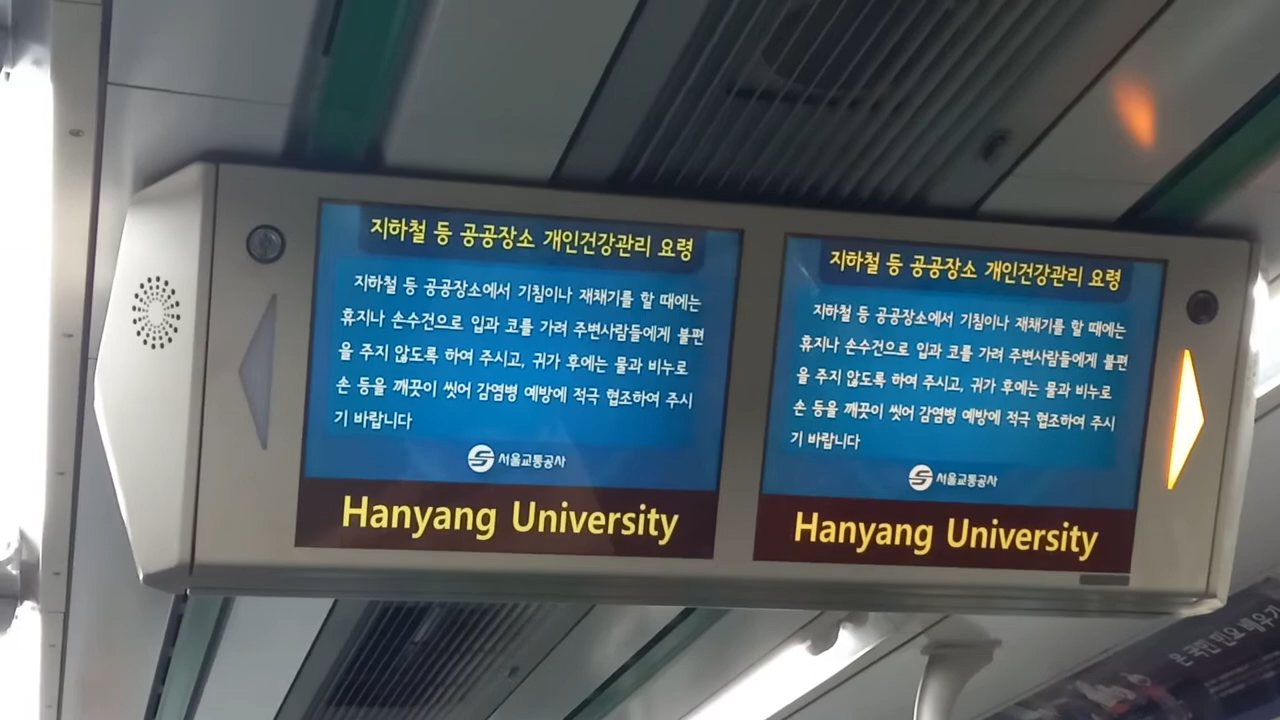 지하철 등 공공장소 개인건강관리 요령
지하철 등 공공장소에서 기침이나 재채기를 할 때에는
휴지나 손수건으로 입과 코를 가려 주변사람들에게 불편
을 주지 않도록 하여 주시고, 귀가 후에는 물과 비누로
손 등을 깨끗이 씻어 감염병 예방에 적극 협조하여 주시
기 바랍니다
서울교통공사
Hanyang University
지하철 등 공공장소 개인건강관리 요령
지하철 등 공공장소에서 기침이나 재채기를 할 때에는
휴지나 손수건으로 입과 코를 가려 주변사람들에게 불편
을 주지 않도록 하여 주시고, 귀가 후에는 물과 비누로
손 등을 깨끗이 씻어 감염병 예방에 적극 협조하여 주시
기 바랍니다
서울교통공사
Hanyang University